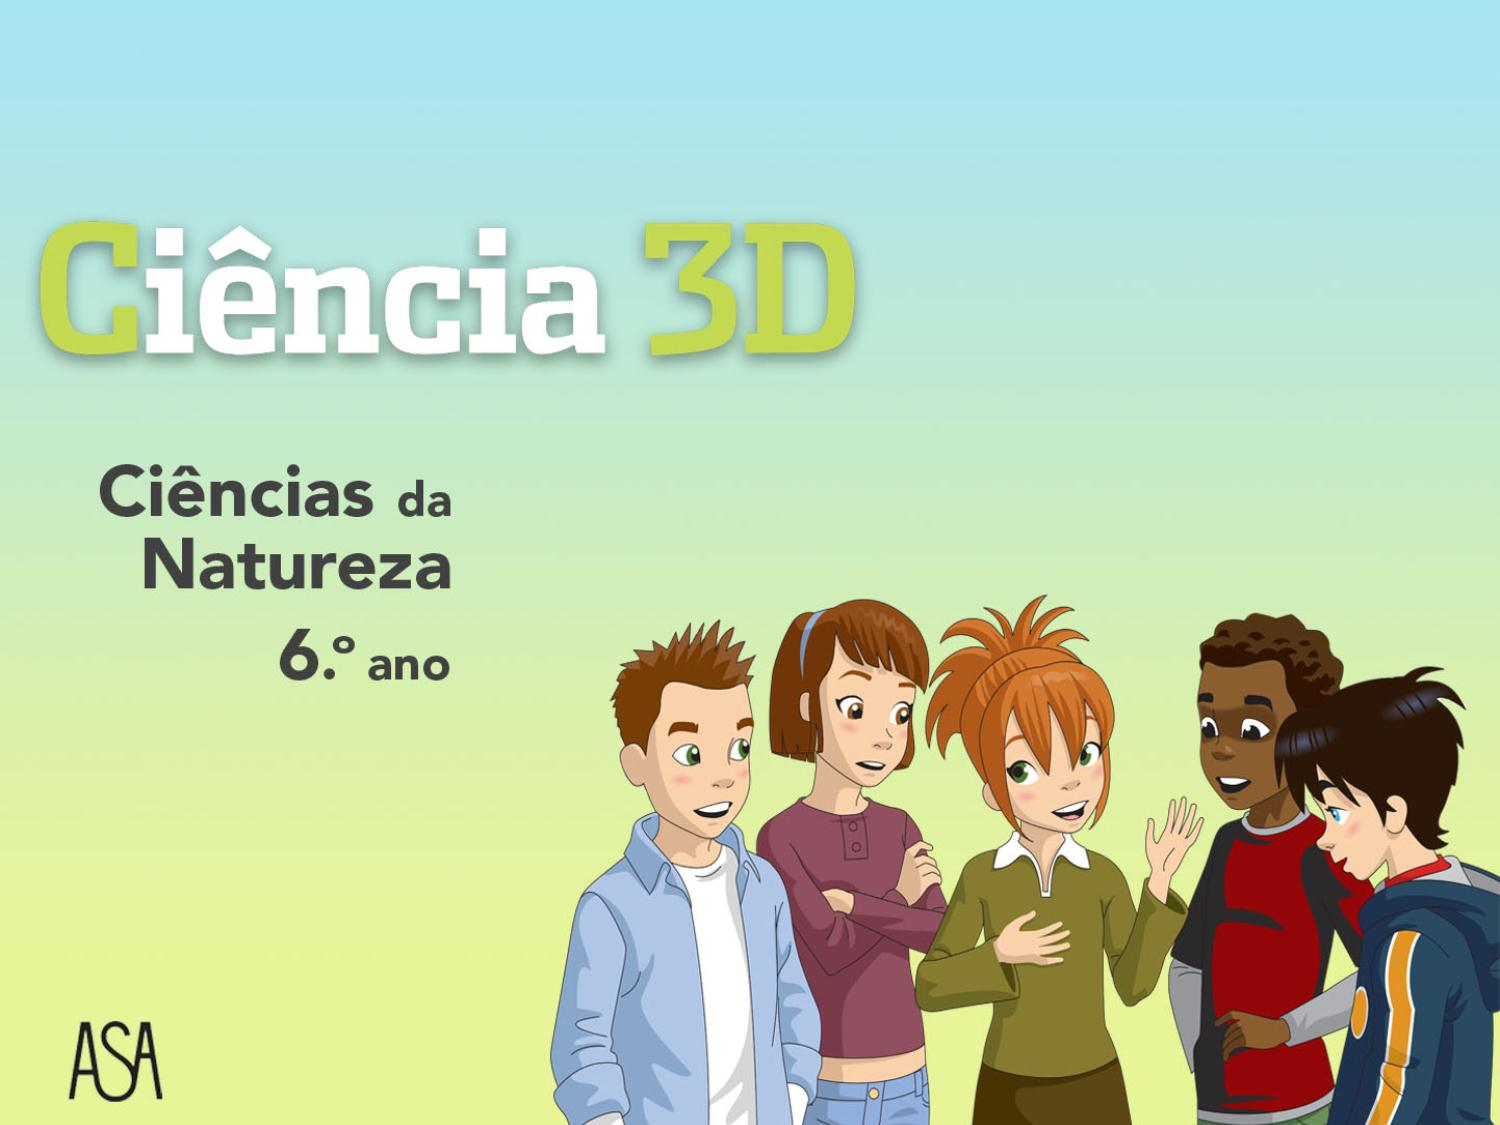 Ciência 3D
Ciências da
Natureza
6.º ano
ASA